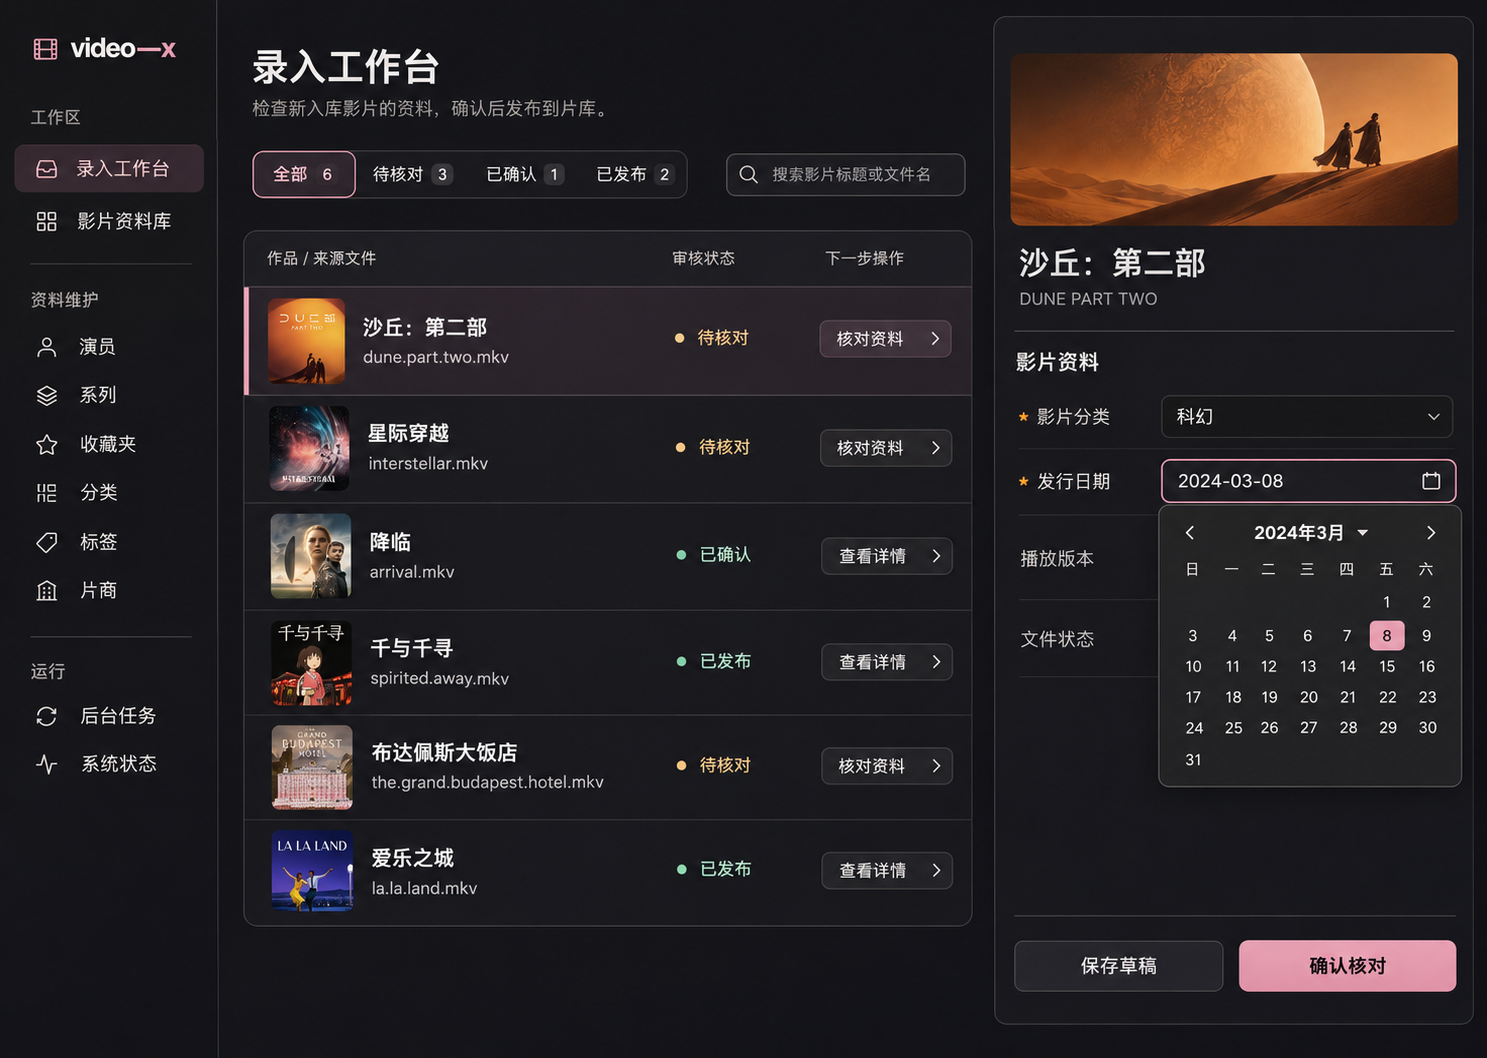 video—x
工作区
录入工作台
影片资料库
资料维护
演员
系列
收藏夹
分类
标签
片商
运行
后台任务
系统状态
录入工作台
检查新入库影片的资料，确认后发布到片库。
全部 6 待核对 3 已确认 1 已发布 2
搜索影片标题或文件名
作品 / 来源文件 审核状态 下一步操作
PART TWO
沙丘：第二部
dune.part.two.mkv
待核对
核对资料
星际穿越
interstellar.mkv
待核对
核对资料
降临
arrival.mkv
已确认
查看详情
千与千寻
千与千寻
spirited.away.mkv
已发布
查看详情
GRAND
BUDAPEST
HOTEL
布达佩斯大饭店
the.grand.budapest.hotel.mkv
待核对
核对资料
LA LA LAND
爱乐之城
la.la.land.mkv
已发布
查看详情
沙丘：第二部
DUNE PART TWO
影片资料
* 影片分类 科幻
* 发行日期 2024-03-08
2024年3月
日 一 二 三 四 五 六
1 2
3 4 5 6 7 8 9
10 11 12 13 14 15 16
17 18 19 20 21 22 23
24 25 26 27 28 29 30
31
播放版本
文件状态
保存草稿 确认核对